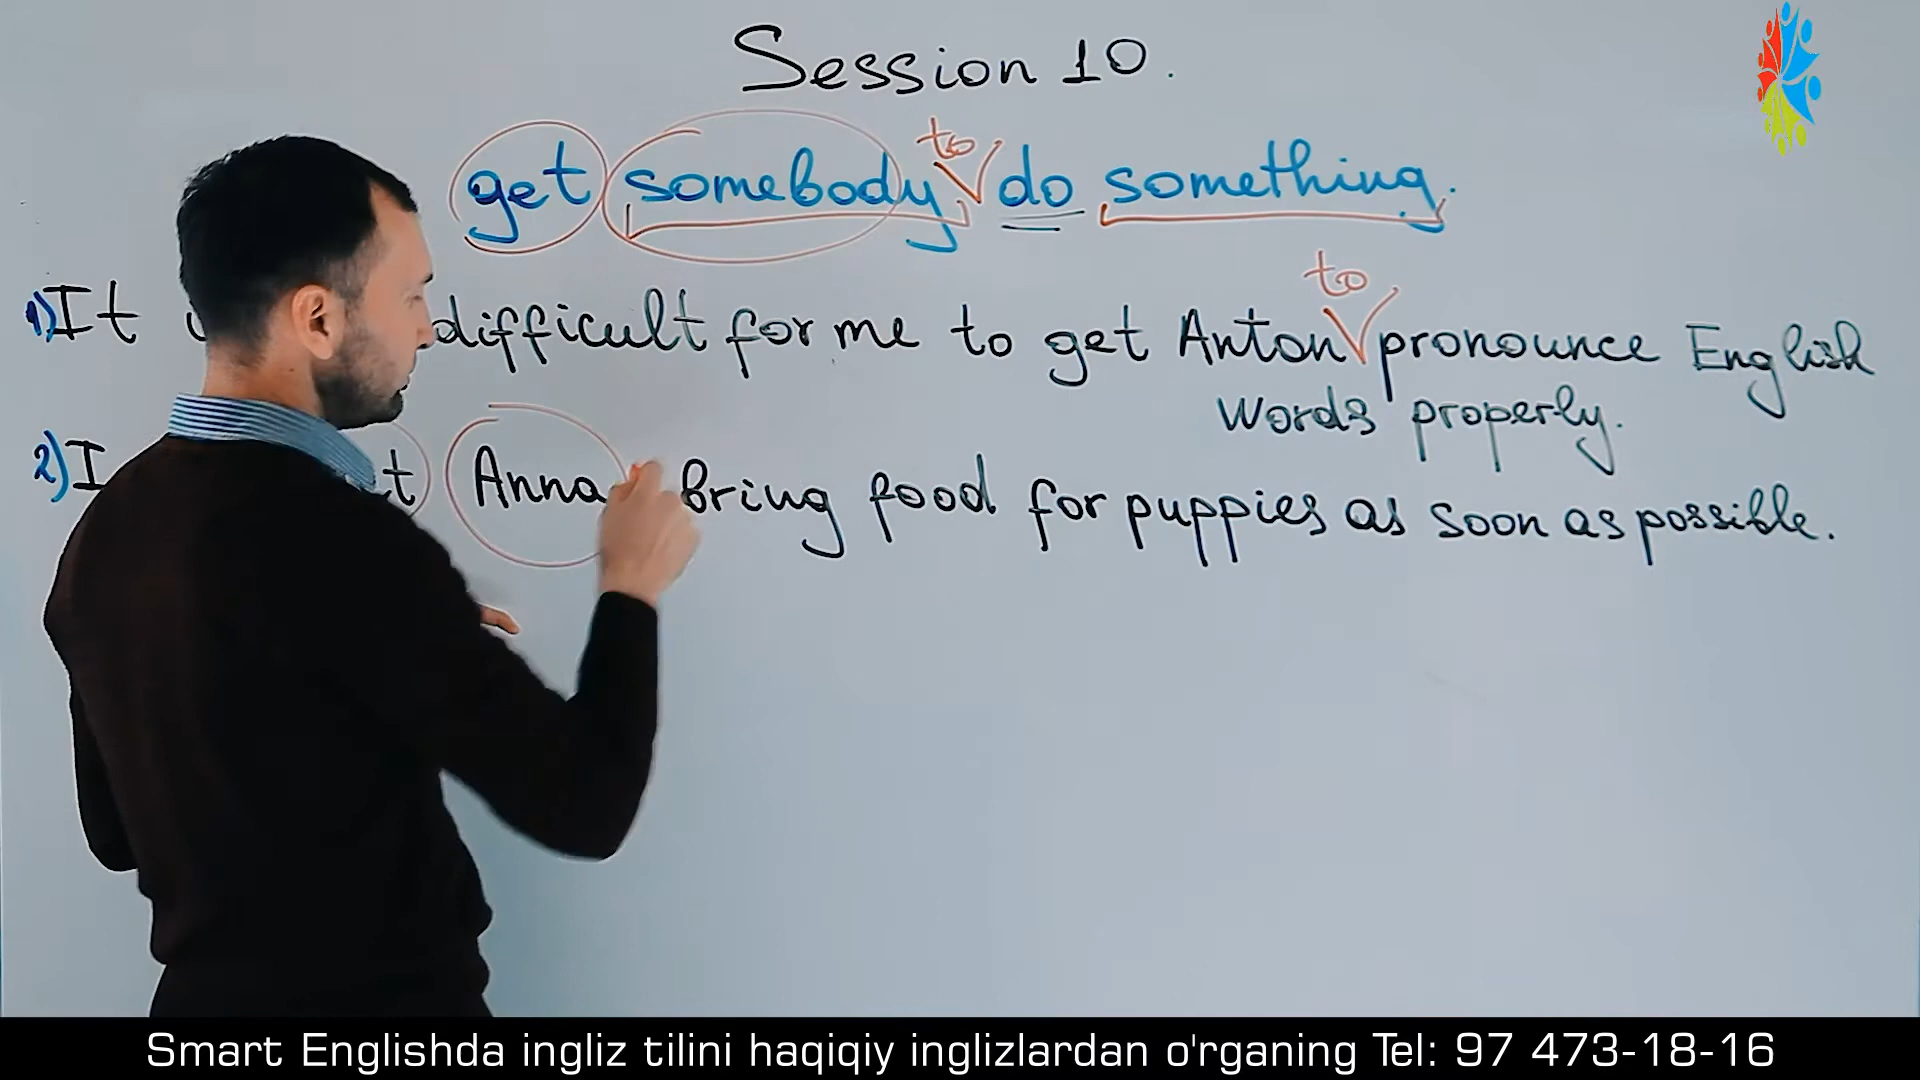 Session 10.
to
get somebody do something.
to
1) It difficult for me to get Anton pronounce English
words properly.
2) I Anna bring food for puppies as soon as possible.
Smart Englishda ingliz tilini haqiqiy inglizlardan o'rganing Tel: 97 473-18-16